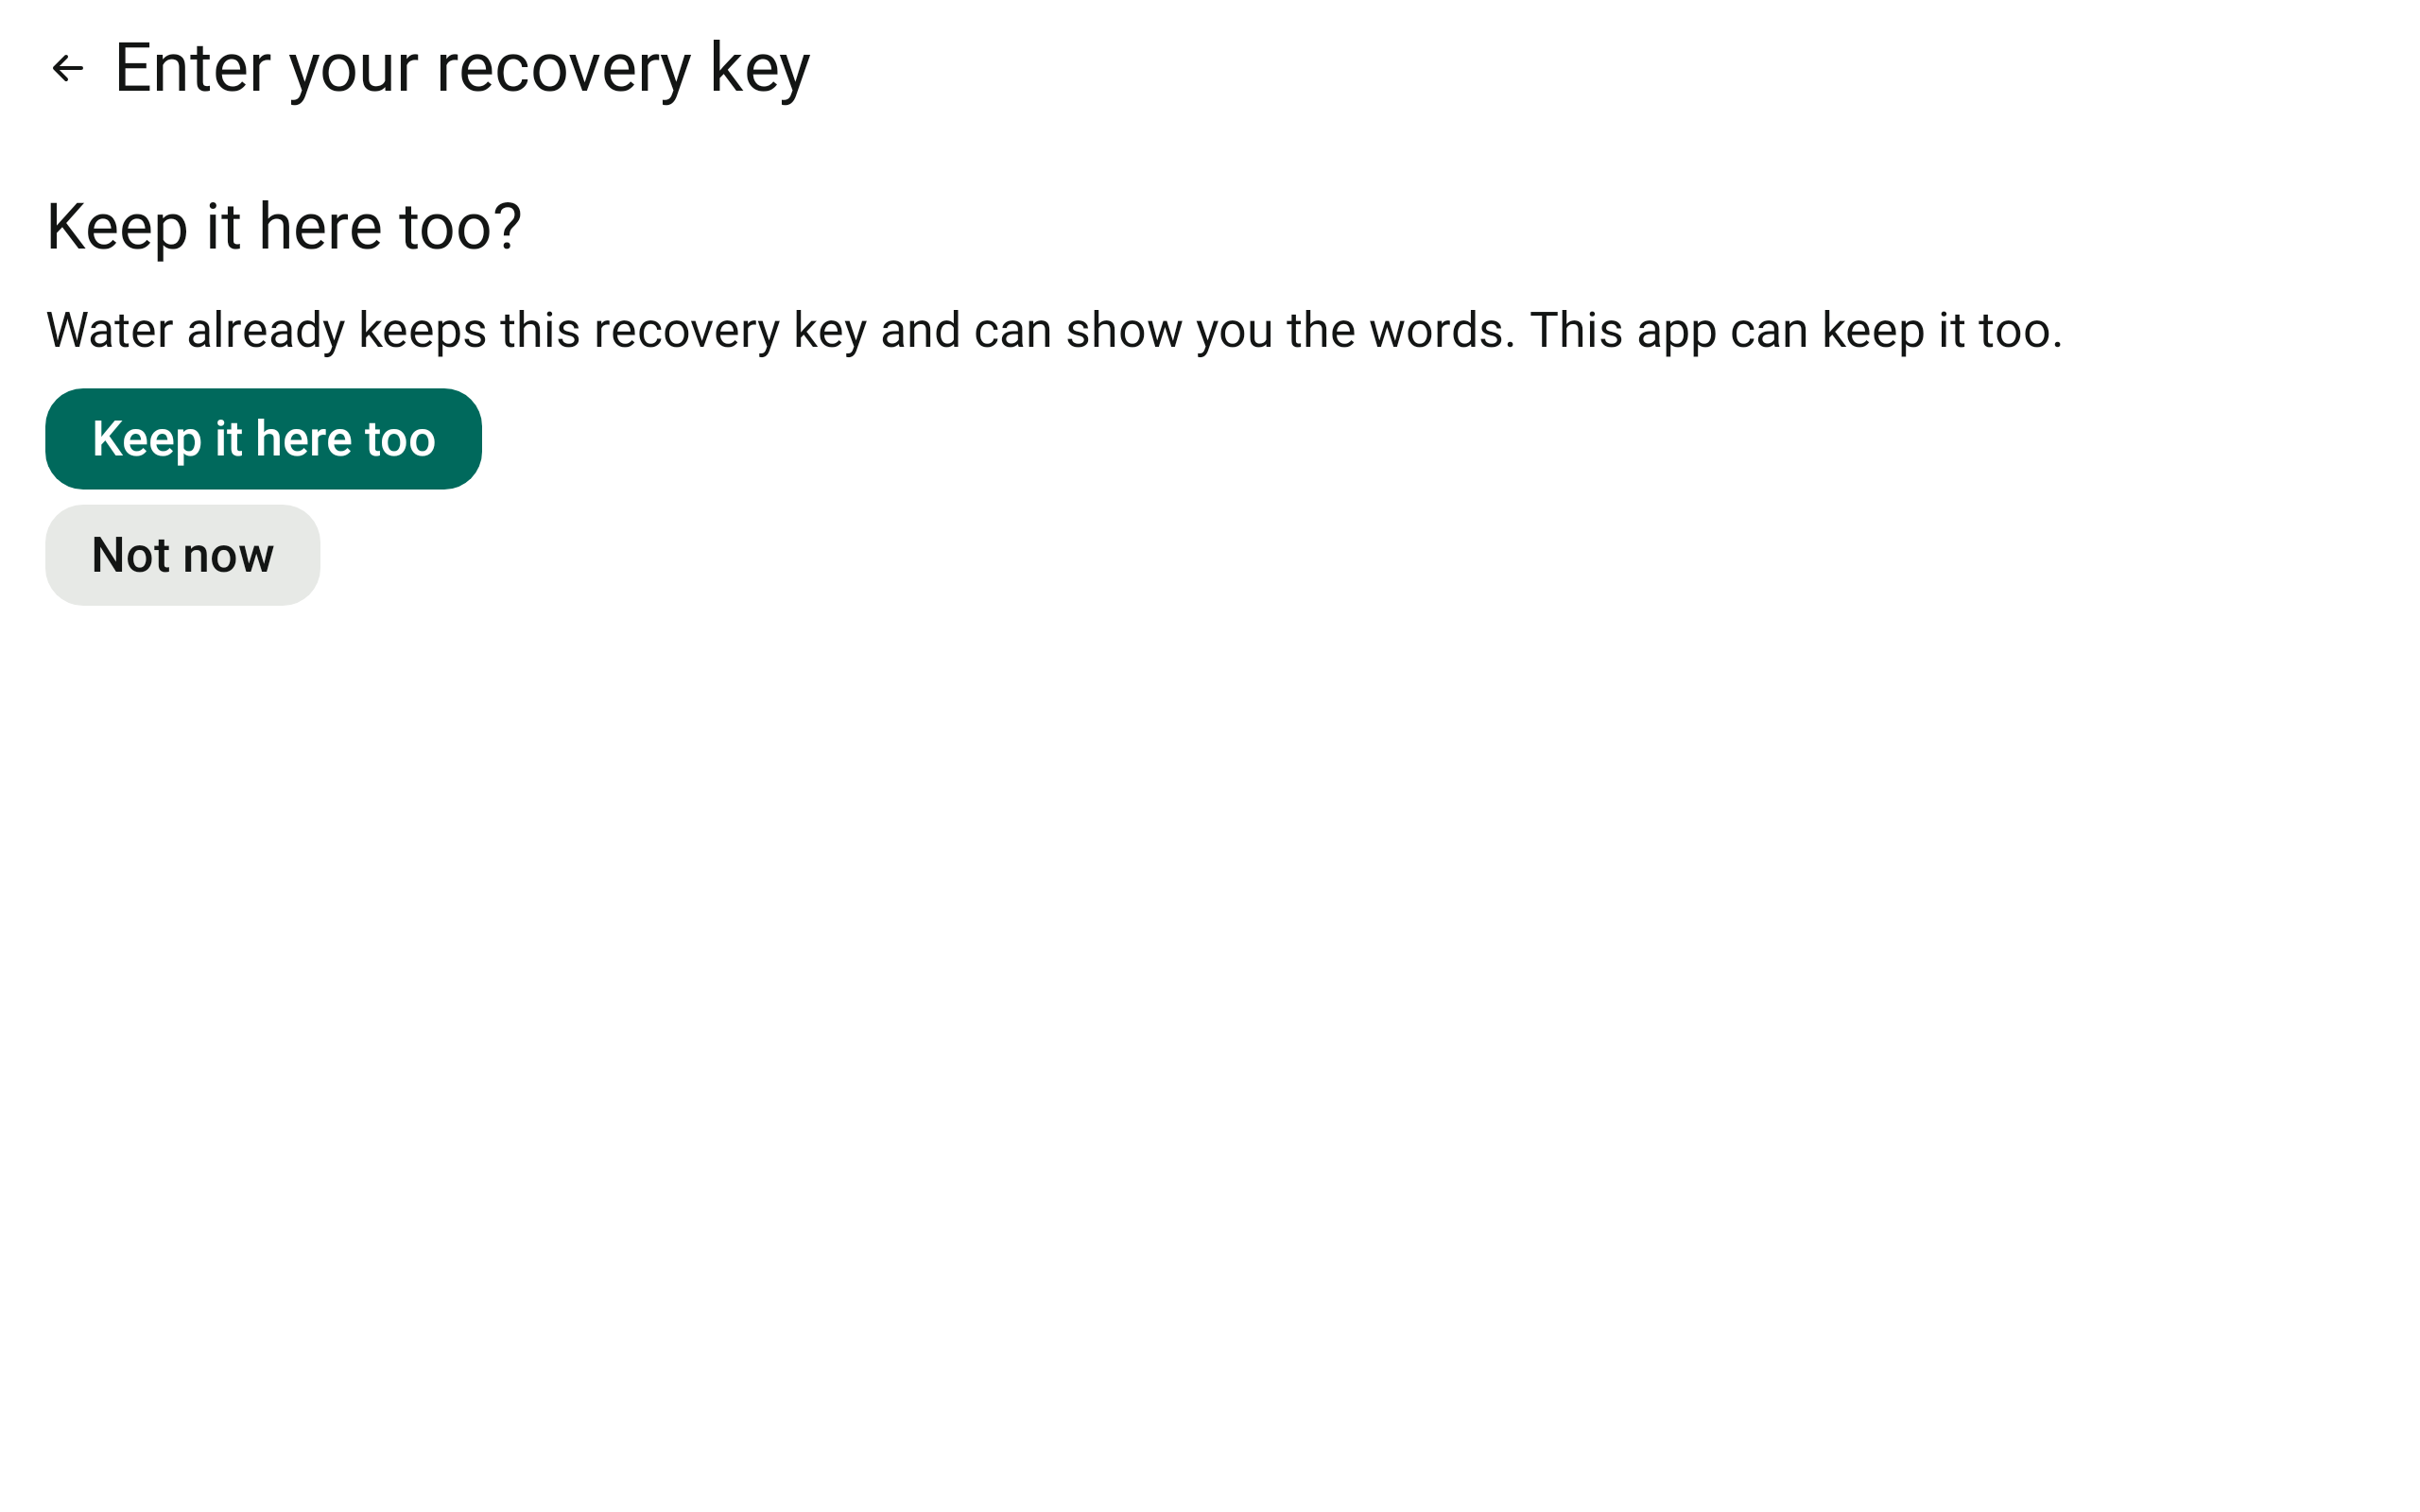 Enter your recovery key
Keep it here too?
Water already keeps this recovery key and can show you the words. This app can keep it too.
Keep it here too
Not now